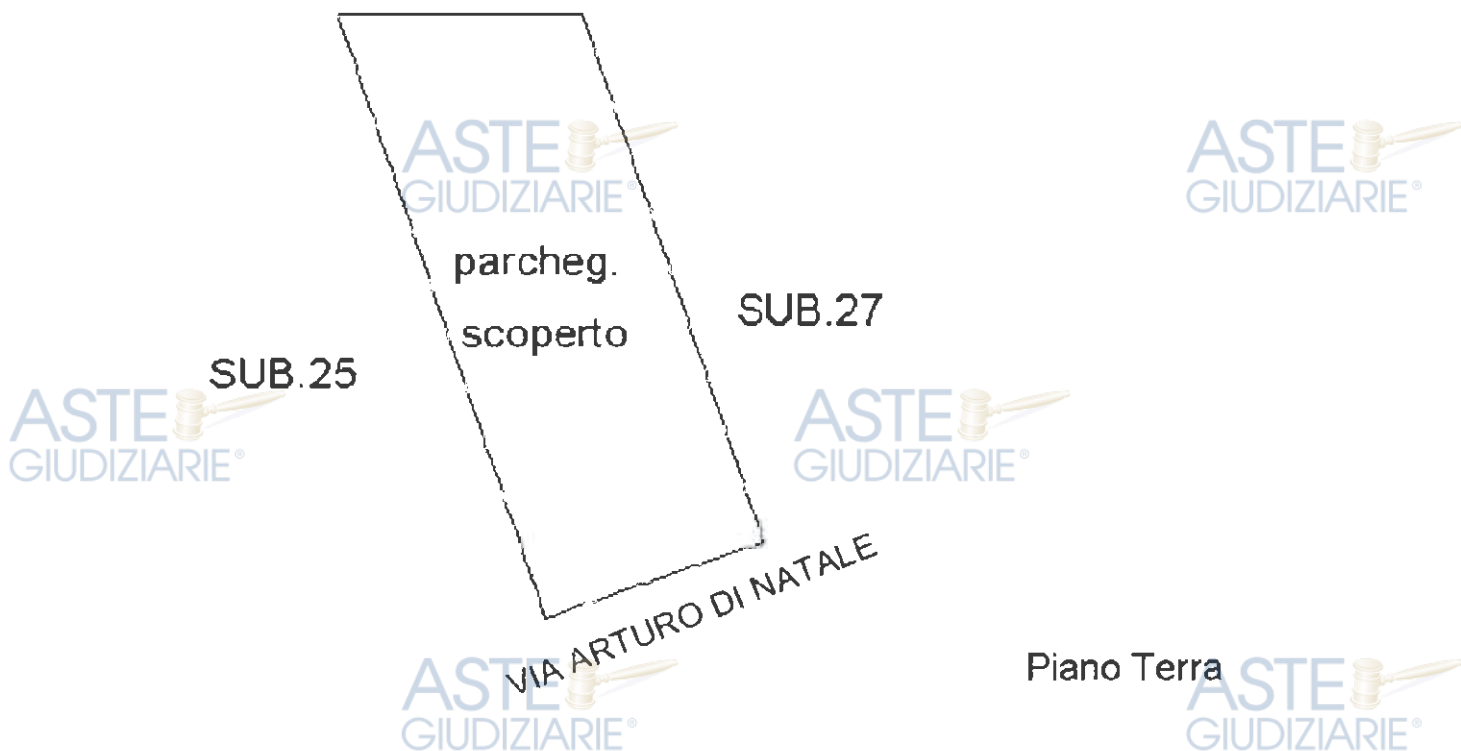 ASTE
GIUDIZIARIE®
ASTE
GIUDIZIARIE®
parcheg.
scoperto
SUB.27
SUB.25
ASTE
GIUDIZIARIE®
ASTE
GIUDIZIARIE®
VIA ARTURO DI NATALE
Piano Terra
ASTE
GIUDIZIARIE®
ASTE
GIUDIZIARIE®